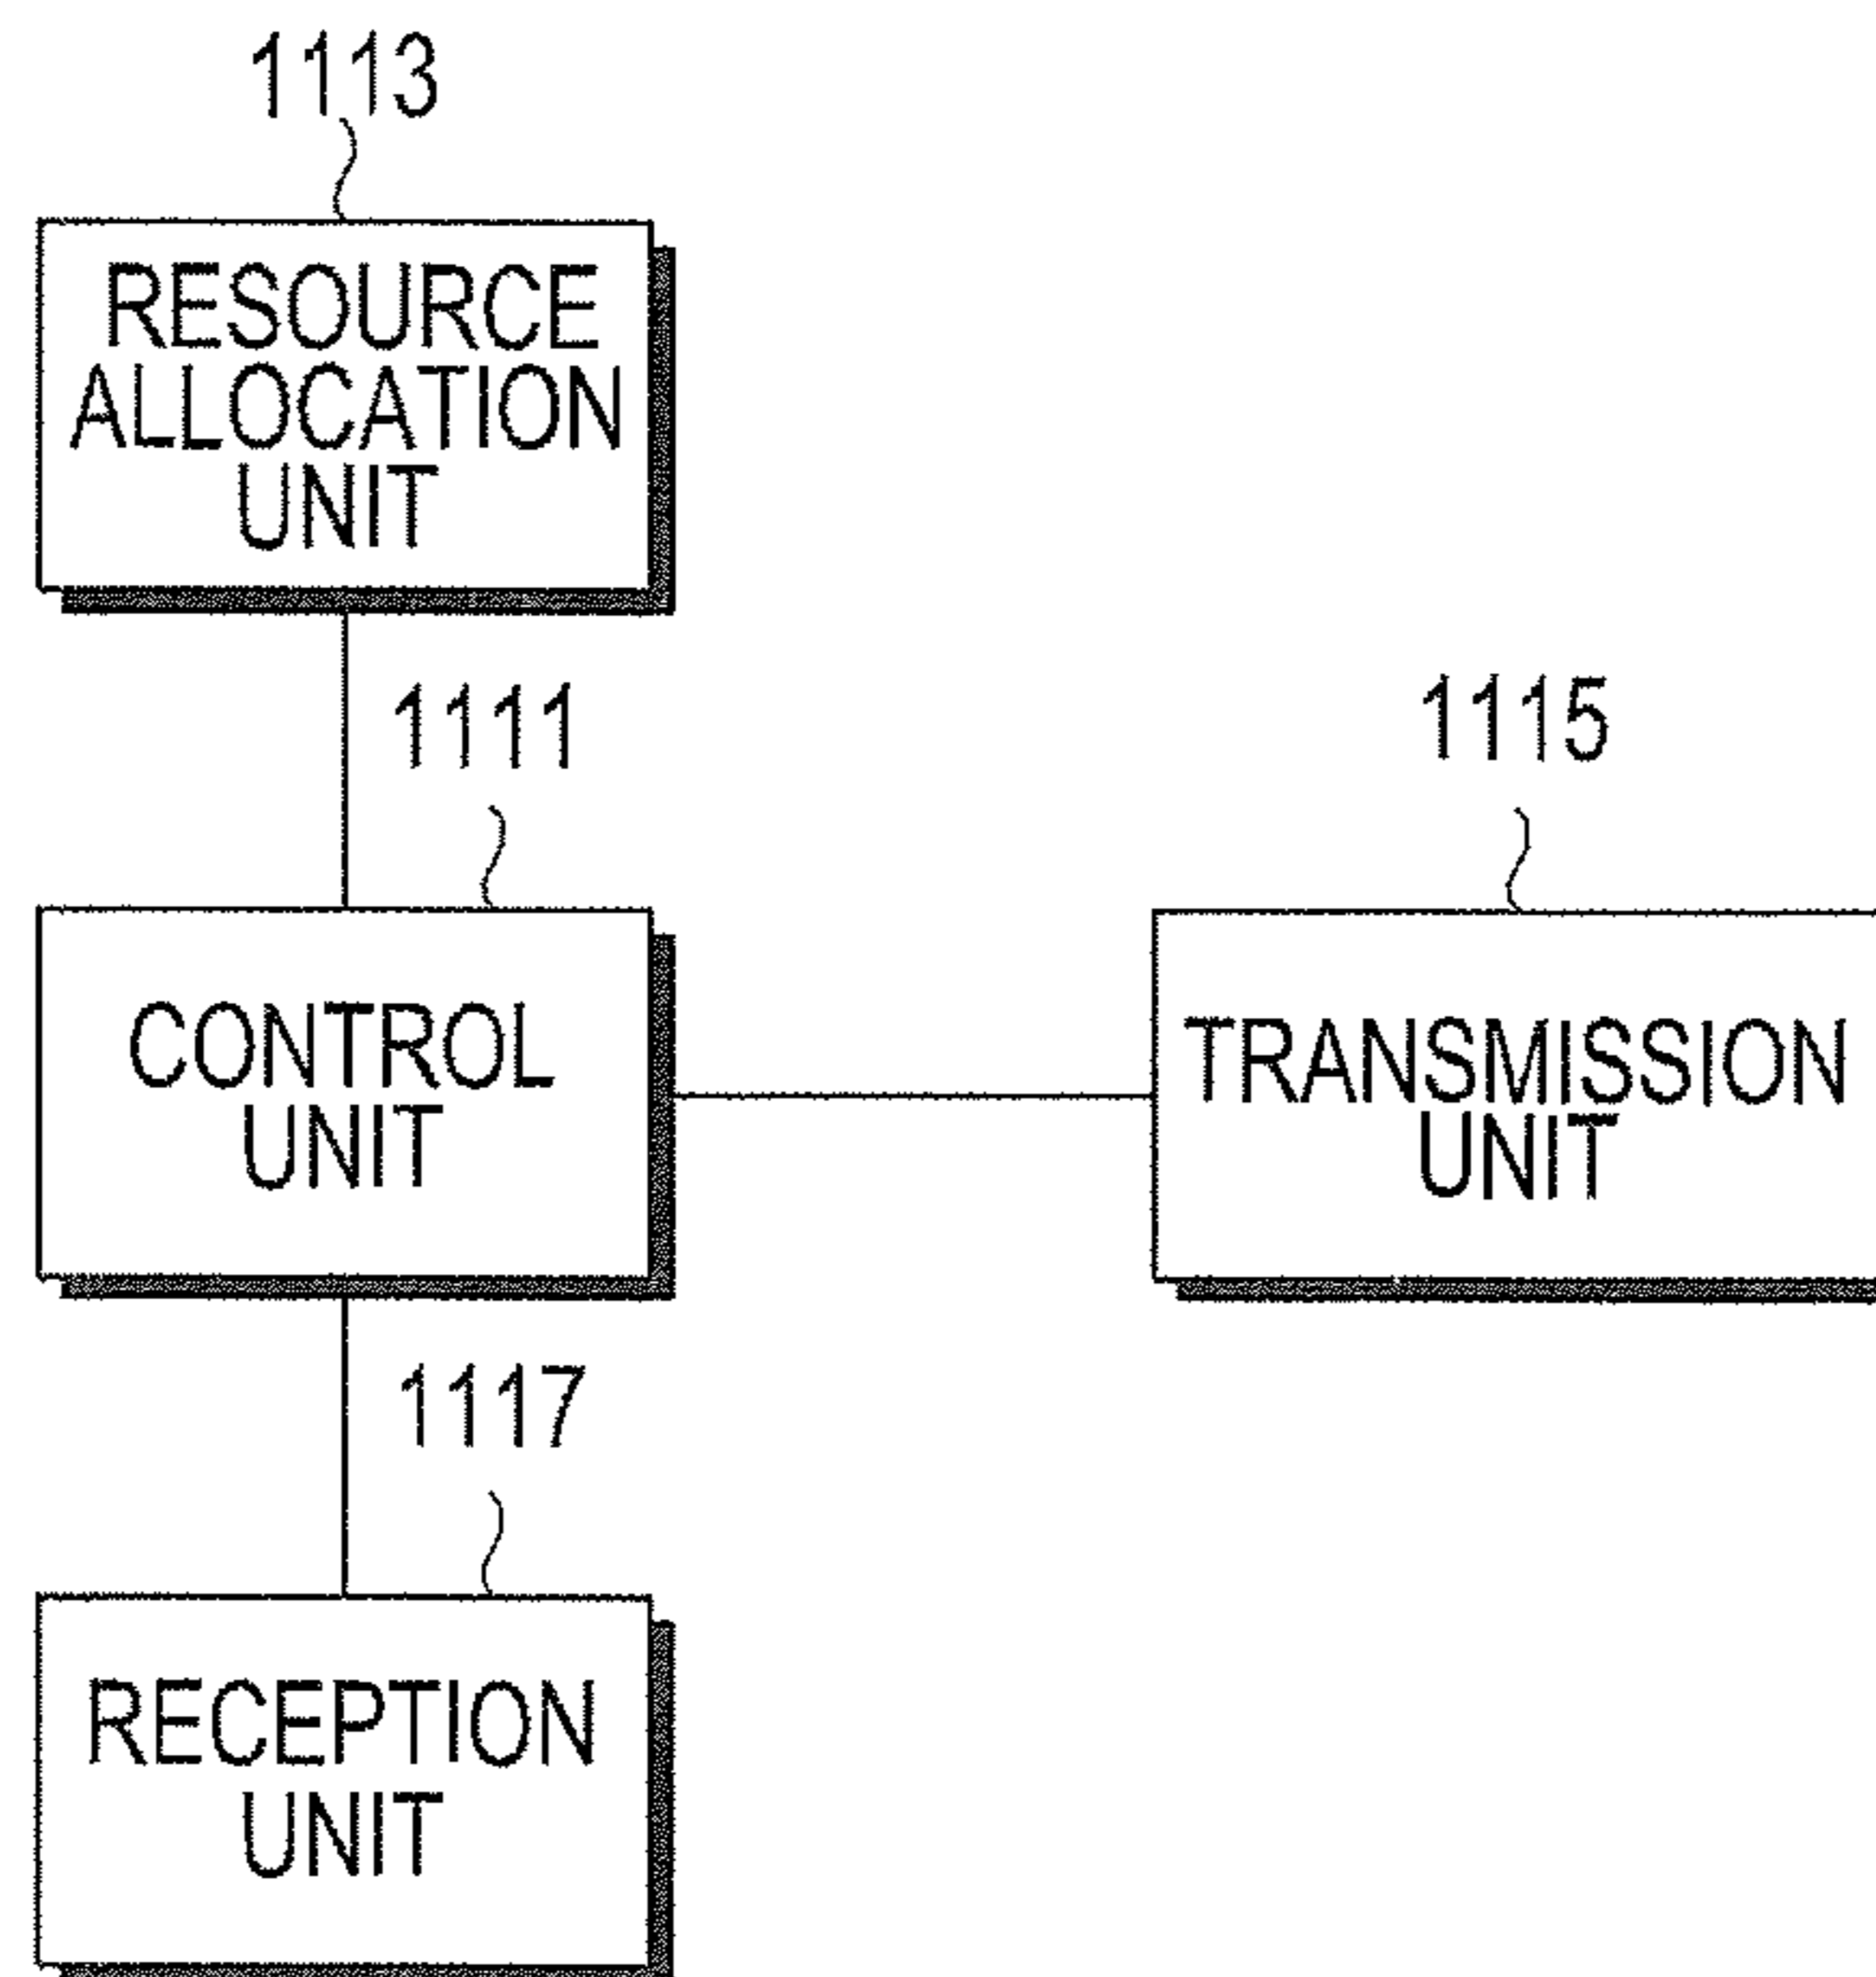 1113
RESOURCE
ALLOCATION
UNIT
1111
CONTROL
UNIT
1115
TRANSMISSION
UNIT
1117
RECEPTION
UNIT